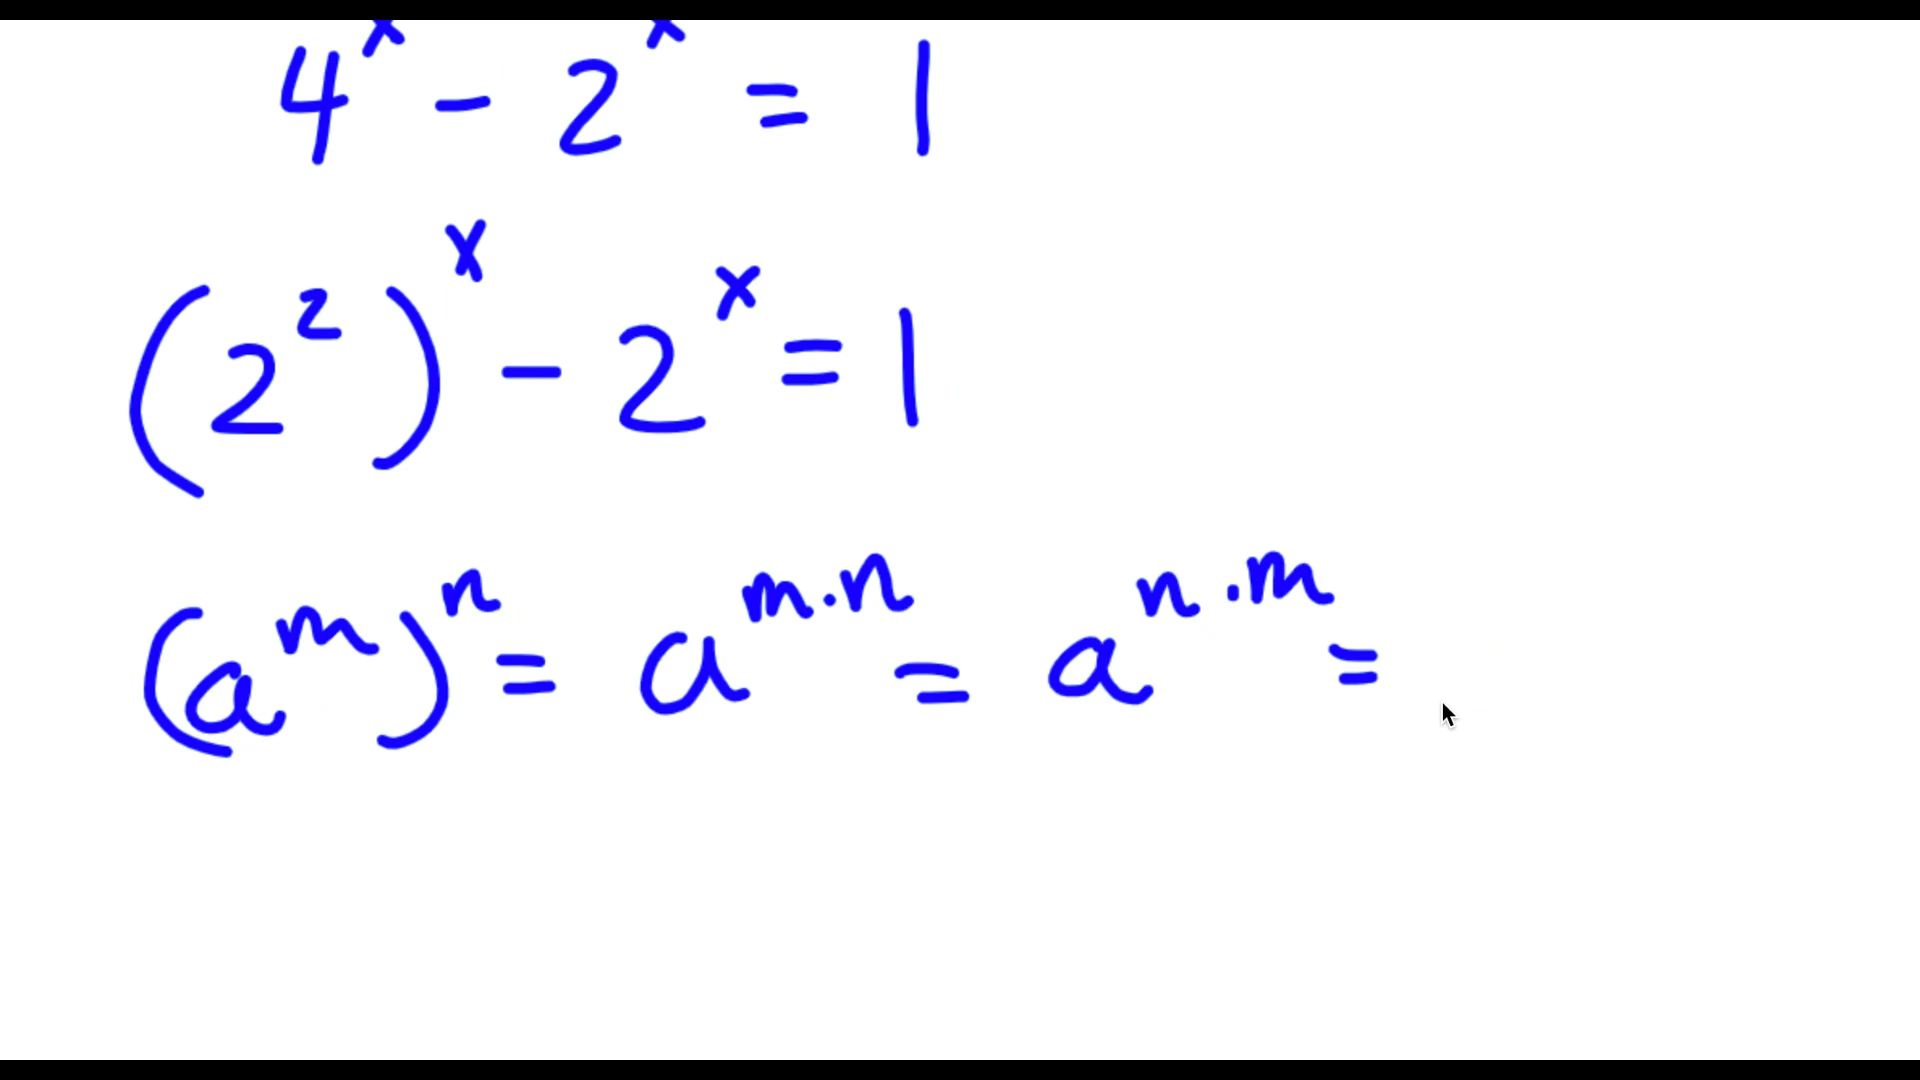 4^x - 2^x = 1
(2^2)^x - 2^x = 1
(a^m)^n = a^{m·n} = a^{n·m} =